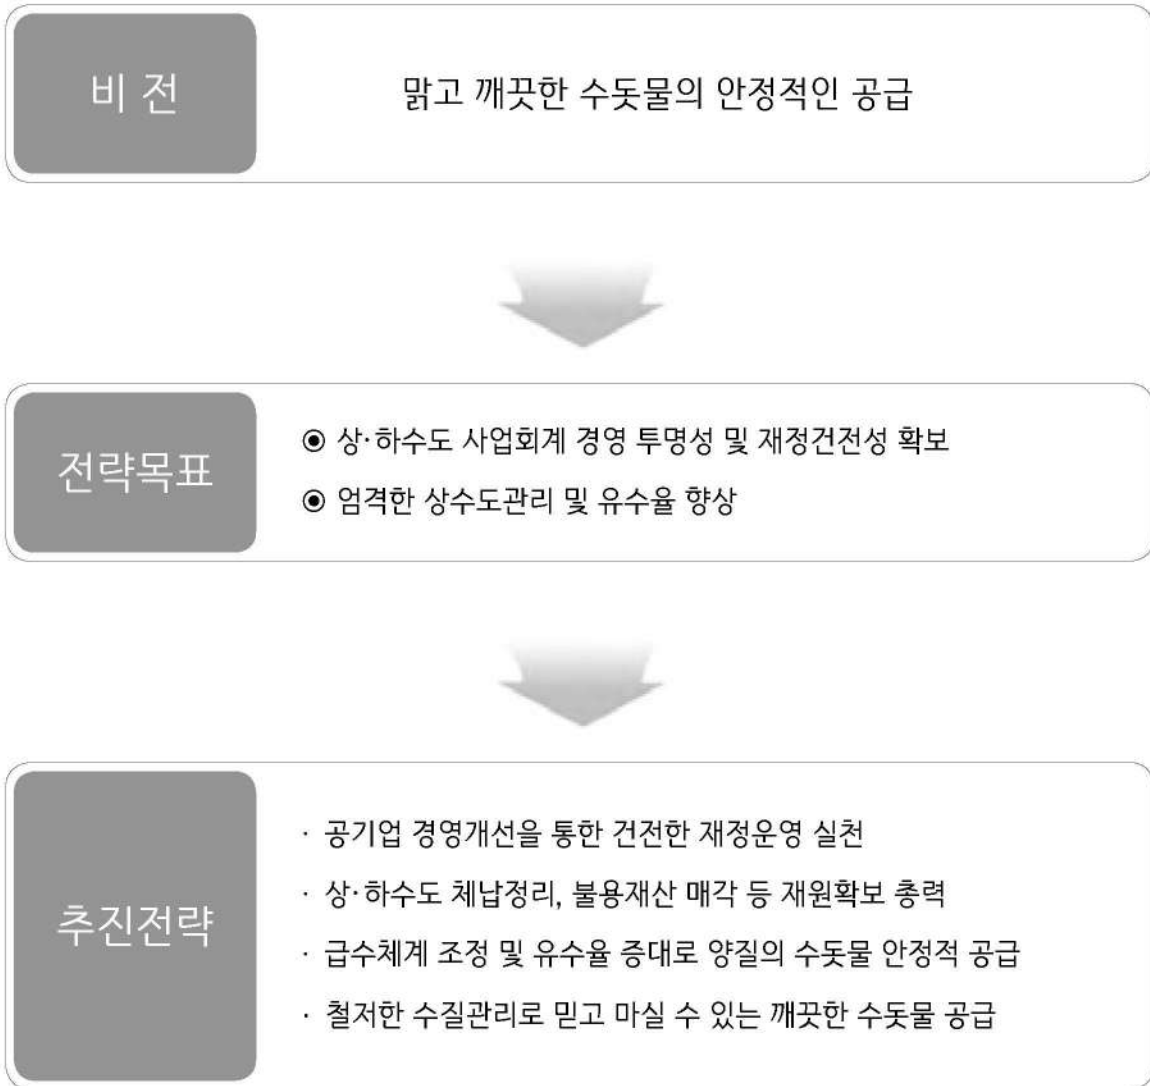 비 전
맑고 깨끗한 수돗물의 안정적인 공급
전략목표
◉ 상·하수도 사업회계 경영 투명성 및 재정건전성 확보
◉ 엄격한 상수도관리 및 유수율 향상
추진전략
· 공기업 경영개선을 통한 건전한 재정운영 실천
· 상·하수도 체납정리, 불용재산 매각 등 재원확보 총력
· 급수체계 조정 및 유수율 증대로 양질의 수돗물 안정적 공급
· 철저한 수질관리로 믿고 마실 수 있는 깨끗한 수돗물 공급